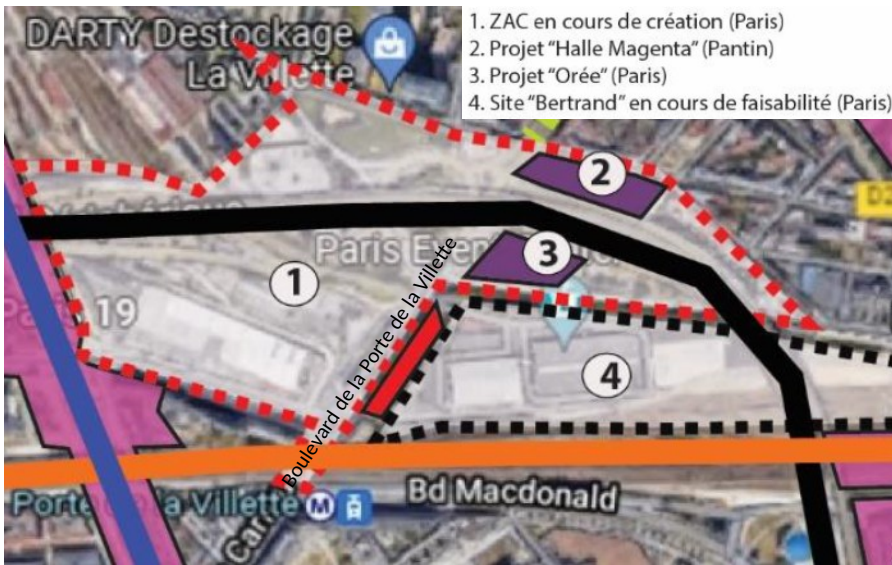 1. ZAC en cours de création (Paris)
2. Projet “Halle Magenta” (Pantin)
3. Projet “Orée” (Paris)
4. Site “Bertrand” en cours de faisabilité (Paris)
DARTY Destockage
La Villette
2
Paris Even
3
1
19
Boulevard de la Porte de la Villette
4
Porte de la Villette M
Bd Macdonald